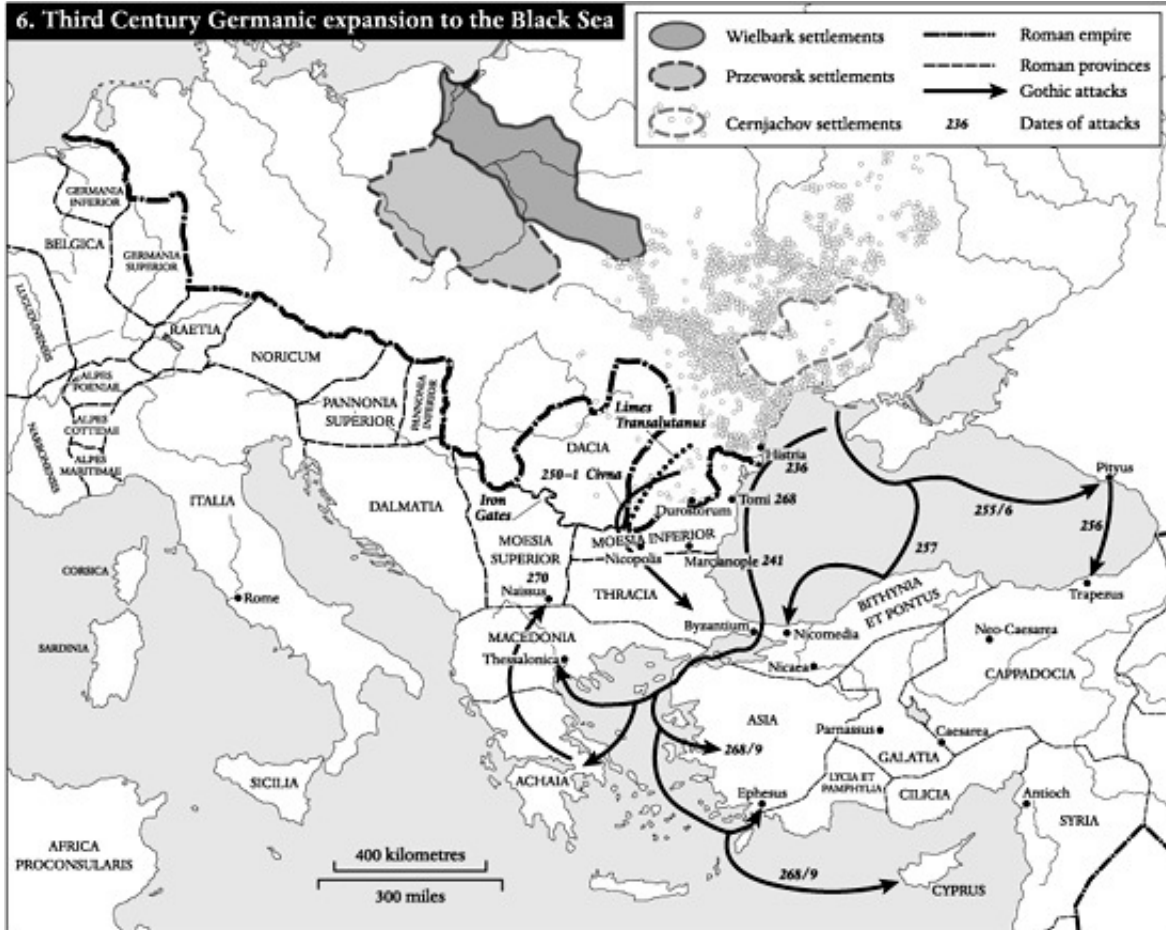 6. Third Century Germanic expansion to the Black Sea
Wielbark settlements
Przeworsk settlements
Cernjachov settlements
Roman empire
Roman provinces
Gothic attacks
236 Dates of attacks
GERMANIA
INFERIOR
BELGICA
GERMANIA
SUPERIOR
LUGUDUNENSIS
RAETIA
NORICUM
ALPES
POENIAE
ALPES
COTTIDAE
ALPES
MARITIMAE
NARBONENSIS
PANNONIA
SUPERIOR
PANNONIA
INFERIOR
ITALIA
DALMATIA
CORSICA
Rome
SARDINIA
SICILIA
AFRICA
PROCONSULARIS
Iron
Gates
DACIA
Limes
Transalutanus
250–1 Civna
Histria
236
Tomi 268
Durostorum
MOESIA
SUPERIOR
MOESIA INFERIOR
Nicopolis
Marcianople 241
270
Naissus
THRACIA
Byzantium
MACEDONIA
Thessalonica
ACHAIA
Pityus
255/6
256
257
Trapezus
BITHYNIA
ET PONTUS
Nicomedia
Nicaea
Neo-Caesarea
CAPPADOCIA
ASIA
Parnassus
Caesarea
GALATIA
268/9
LYCIA ET
PAMPHYLIA
CILICIA
Ephesus
Antioch
SYRIA
268/9
CYPRUS
400 kilometres
300 miles